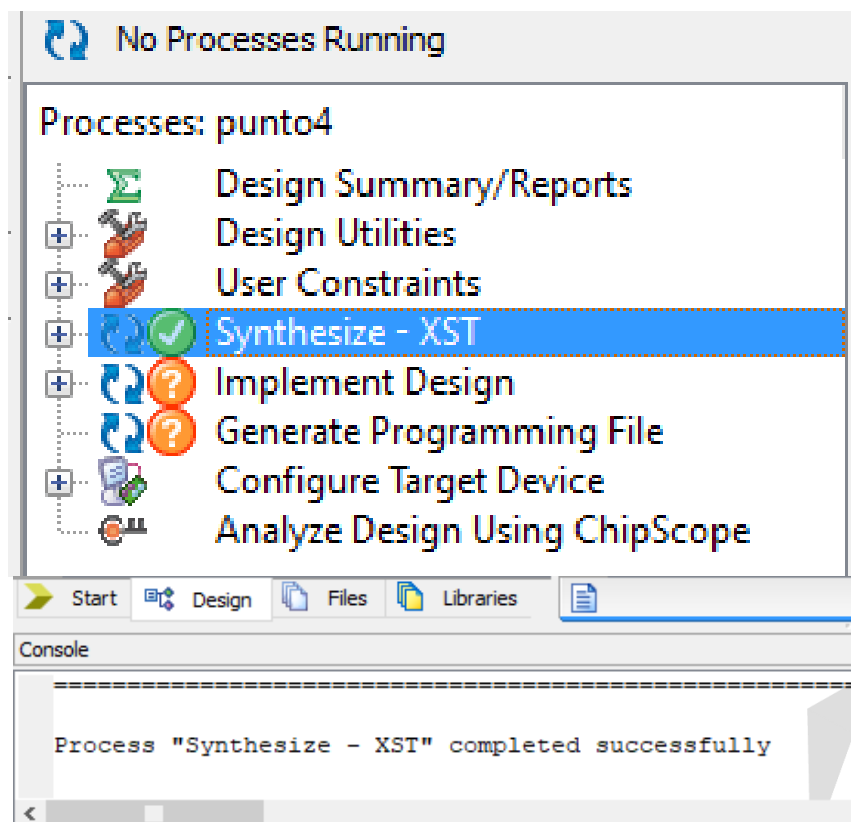 No Processes Running
Processes: punto4
Design Summary/Reports
Design Utilities
User Constraints
Synthesize - XST
Implement Design
Generate Programming File
Configure Target Device
Analyze Design Using ChipScope
Start Design Files Libraries
Console
Process "Synthesize - XST" completed successfully